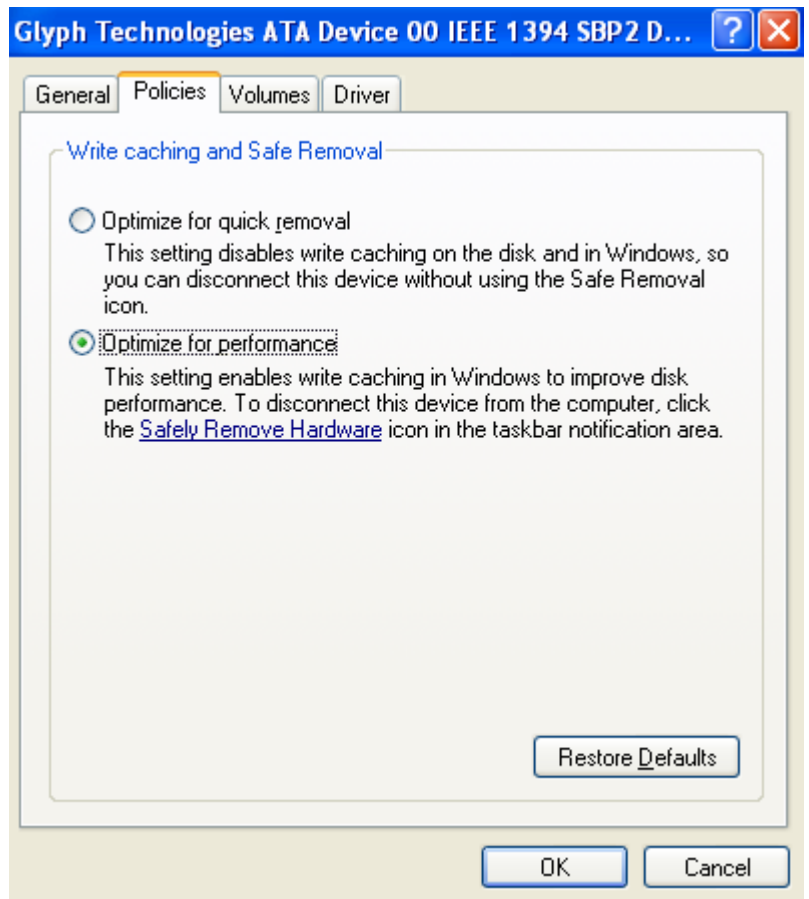 Glyph Technologies ATA Device 00 IEEE 1394 SBP2 D...
General Policies Volumes Driver
Write caching and Safe Removal
Optimize for quick removal
This setting disables write caching on the disk and in Windows, so
you can disconnect this device without using the Safe Removal
icon.
Optimize for performance
This setting enables write caching in Windows to improve disk
performance. To disconnect this device from the computer, click
the Safely Remove Hardware icon in the taskbar notification area.
Restore Defaults
OK Cancel